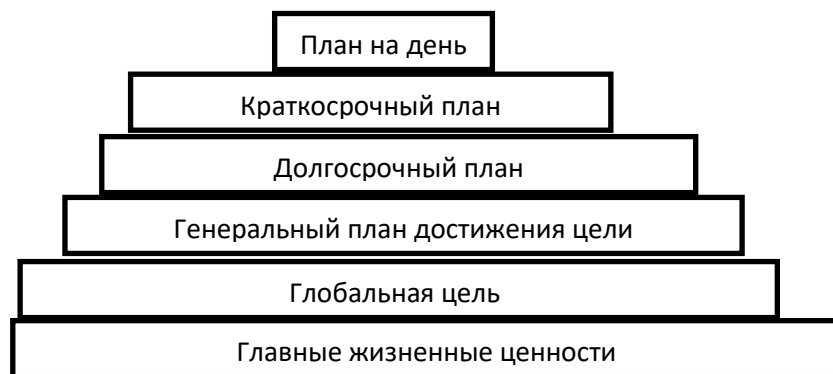 План на день
Краткосрочный план
Долгосрочный план
Генеральный план достижения цели
Глобальная цель
Главные жизненные ценности